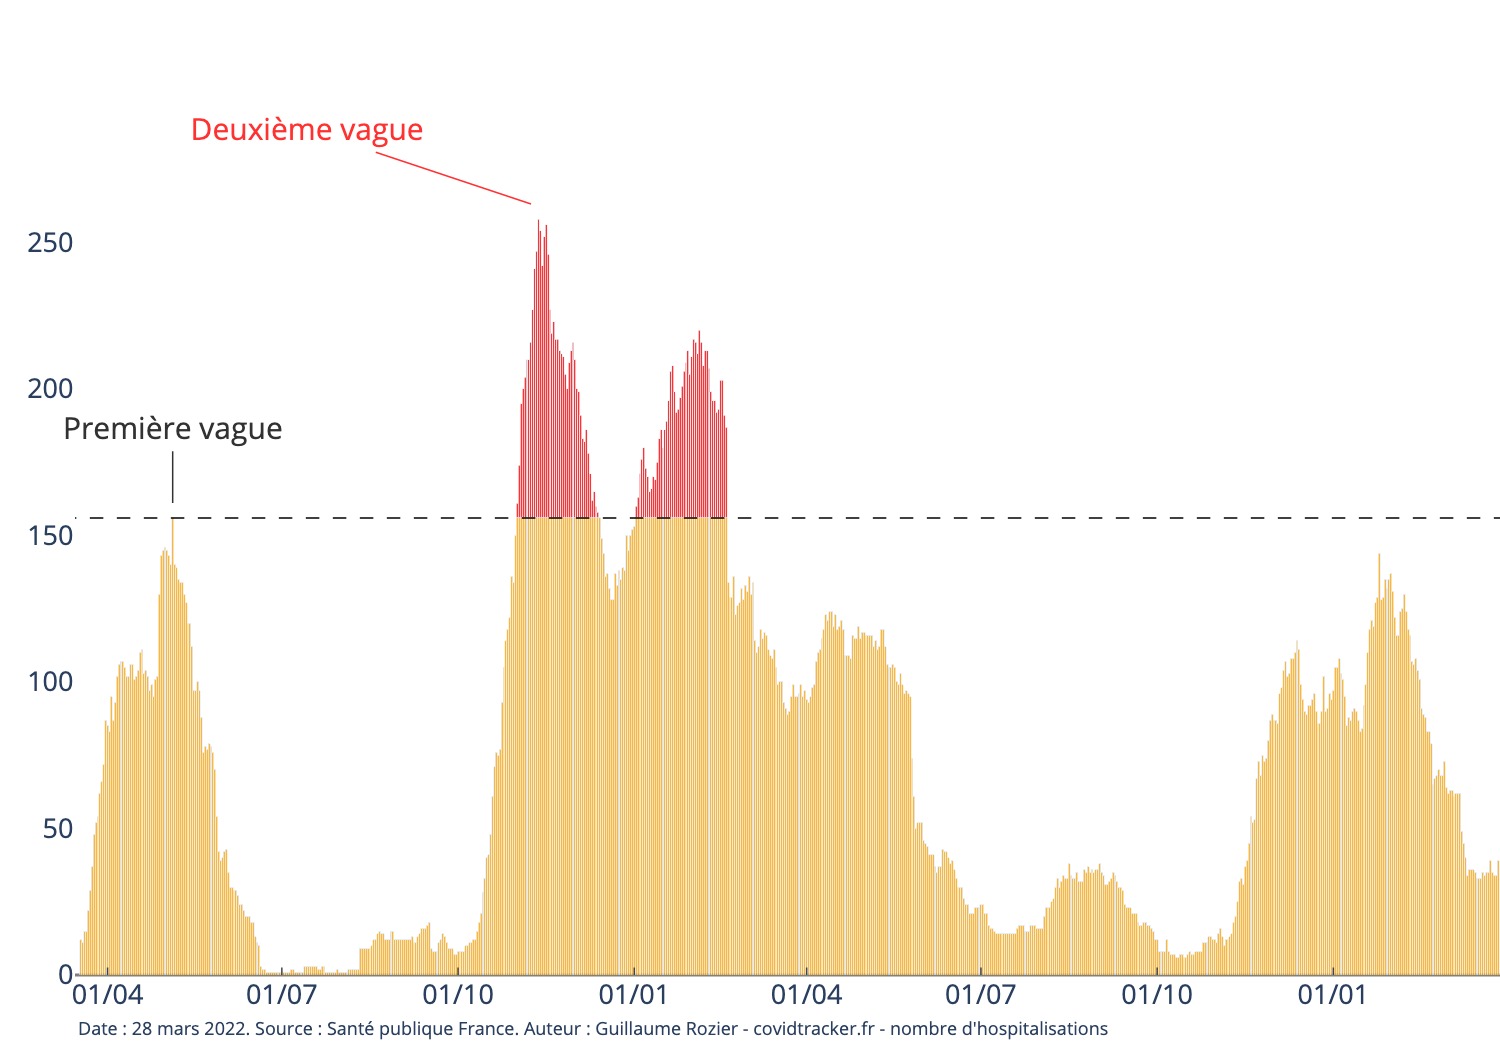 Deuxième vague
250
200
Première vague
150
100
50
0
01/04 01/07 01/10 01/01 01/04 01/07 01/10 01/01
Date : 28 mars 2022. Source : Santé publique France. Auteur : Guillaume Rozier - covidtracker.fr - nombre d'hospitalisations